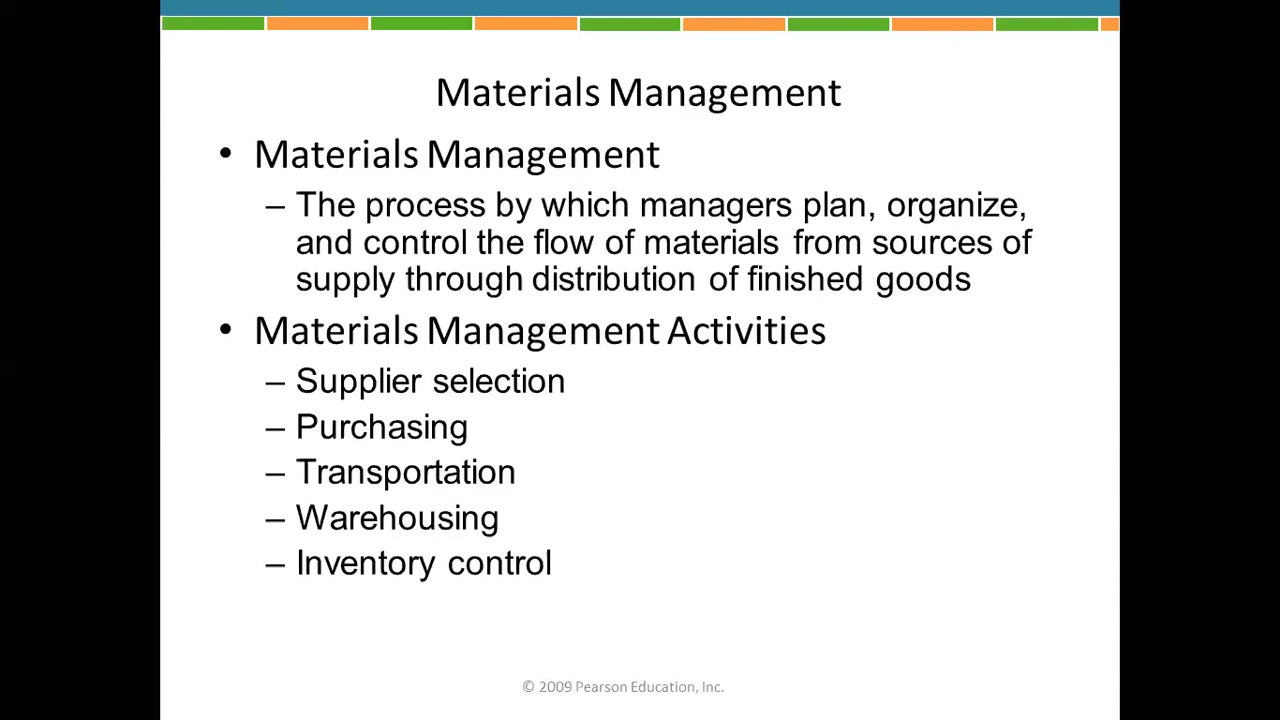 Materials Management
• Materials Management
– The process by which managers plan, organize,
and control the flow of materials from sources of
supply through distribution of finished goods
• Materials Management Activities
– Supplier selection
– Purchasing
– Transportation
– Warehousing
– Inventory control
© 2009 Pearson Education, Inc.